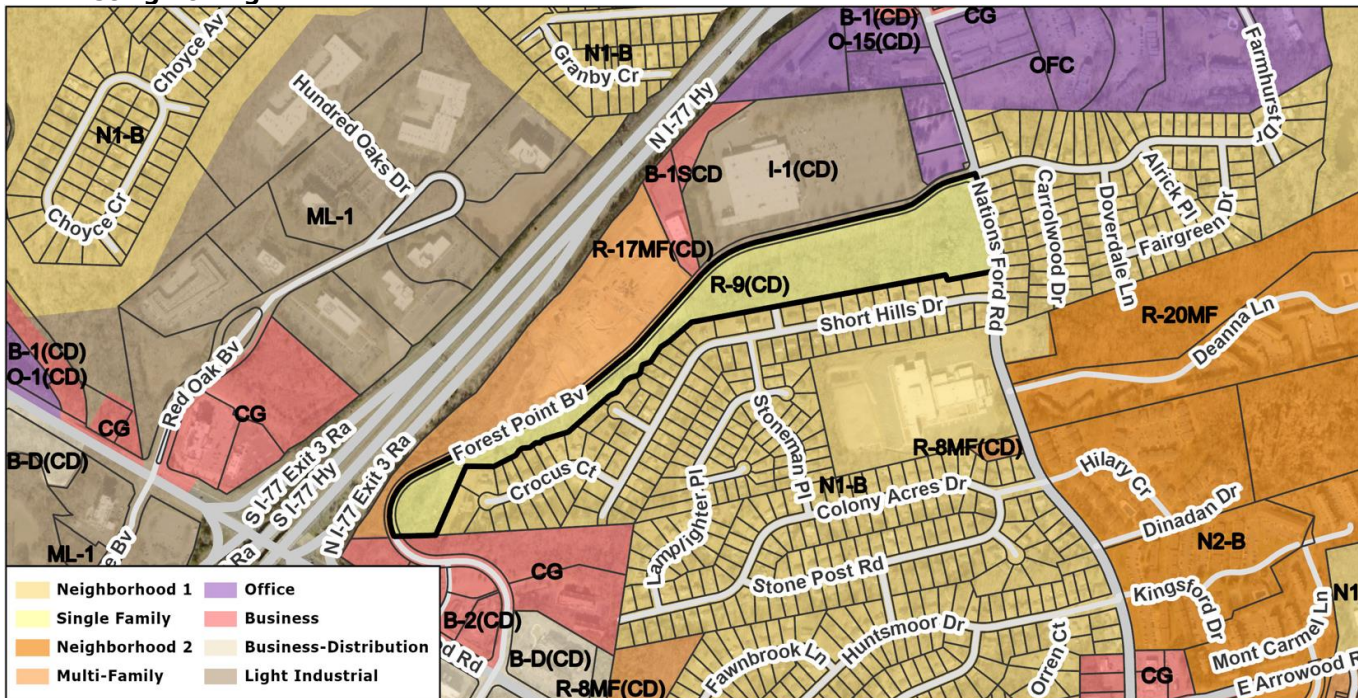 Choyce Av
Granby Cr
N1-B
B-1(CD)
O-15(CD)
CG
OFC
Farmhurst Dr
N1-B
Hundred Oaks Dr
N I-77 Hy
B-1SCD
I-1(CD)
Choyce Cr
ML-1
R-17MF(CD)
R-9(CD)
Nations Ford Rd
Carrolwood Dr
Doverdale Ln
Alrick Pl
Fairgreen Dr
Short Hills Dr
R-20MF
Deanna Ln
B-1(CD)
O-1(CD)
Red Oak Bv
CG
CG
B-D(CD)
S I-77 Exit 3 Ra
S I-77 Hy
N I-77 Exit 3 Ra
Forest Point Bv
Crocus Ct
Stoneman Pl
Lamplighter Pl
N1-B
Colony Acres Dr
R-8MF(CD)
Hilary Cr
Dinadan Dr
N2-B
ML-1
e Bv
Ra
CG
Stone Post Rd
Kingsford Dr
N1
B-2(CD)
Huntsmoor Dr
Mont Carmel Ln
Rd
B-D(CD)
Fawnbrook Ln
Orren Ct
CG
E Arrowood R
R-8MF(CD)
Neighborhood 1
Single Family
Neighborhood 2
Multi-Family
Office
Business
Business-Distribution
Light Industrial